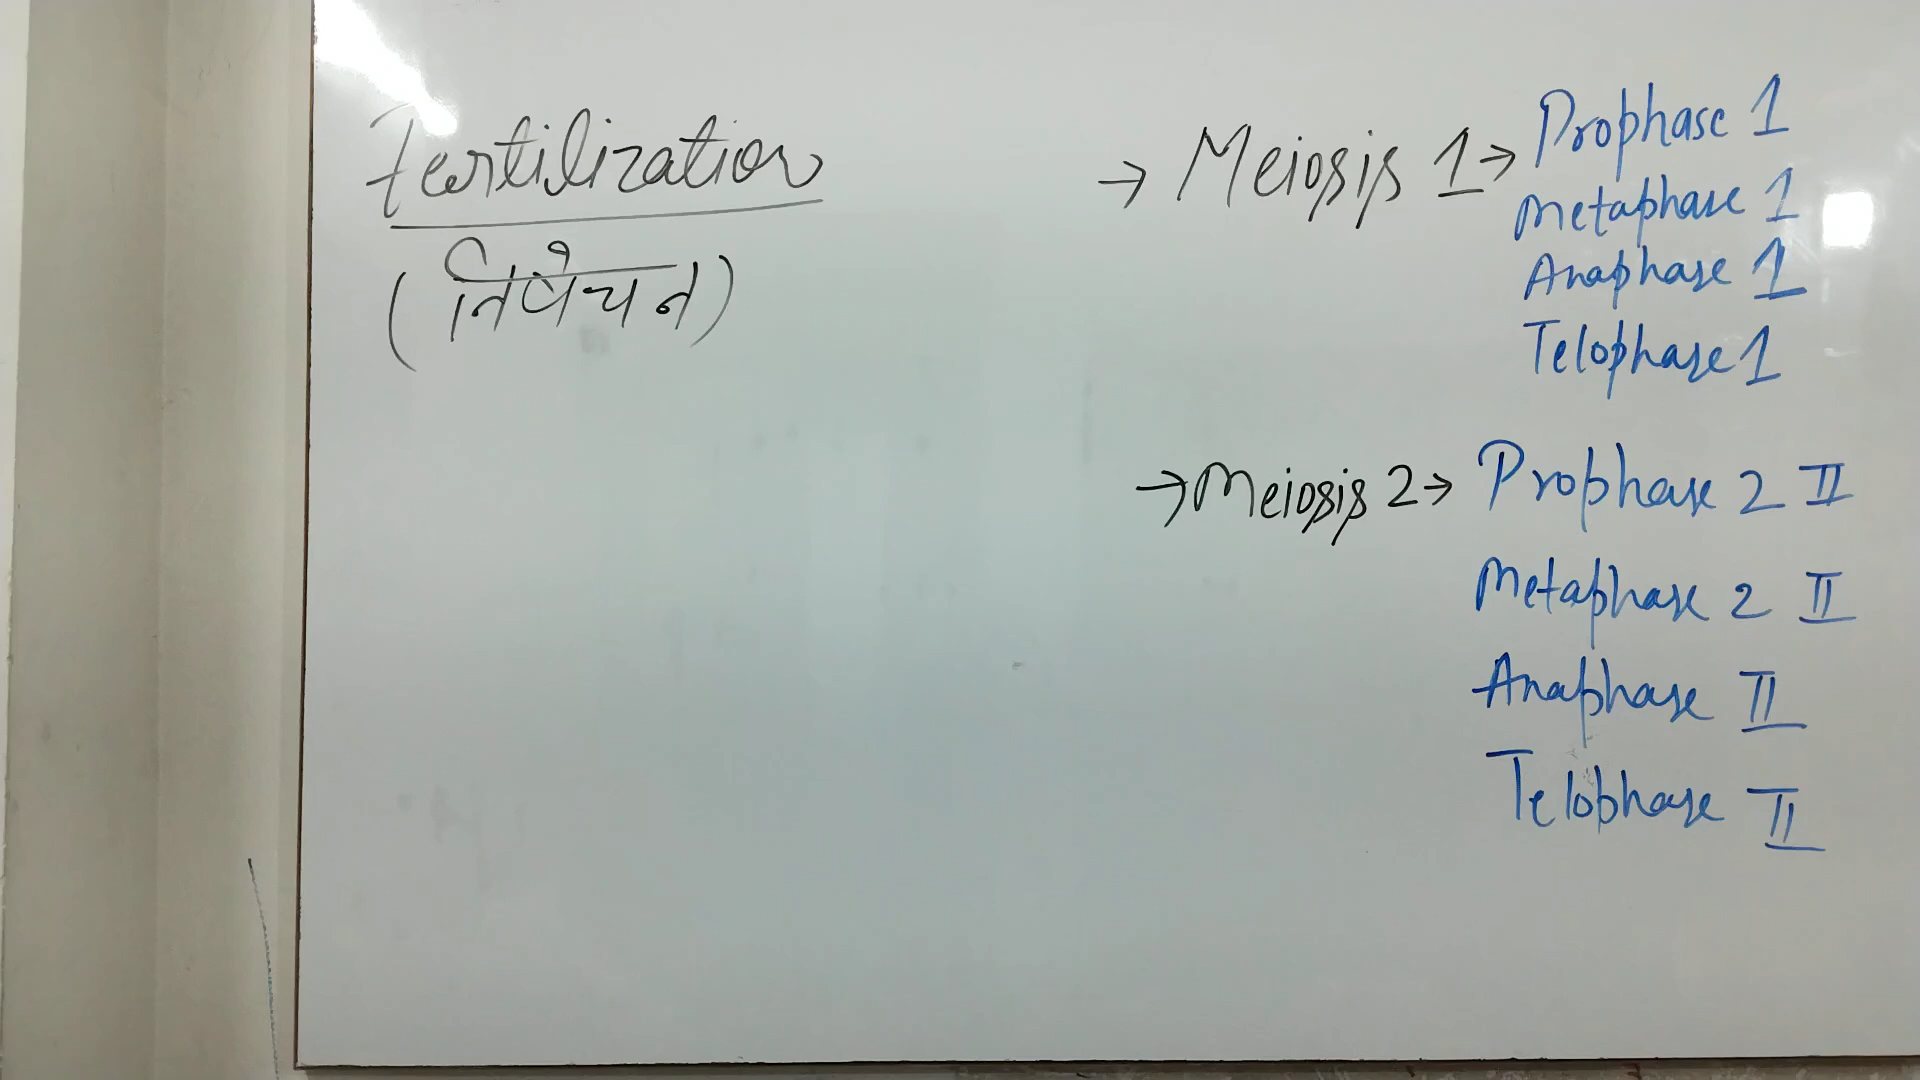 Fertilization
(निषेचन)
→ Meiosis 1 → Prophase 1
Metaphase 1
Anaphase 1
Telophase 1
→ Meiosis 2 → Prophase 2 II
Metaphase 2 II
Anaphase II
Telophase II